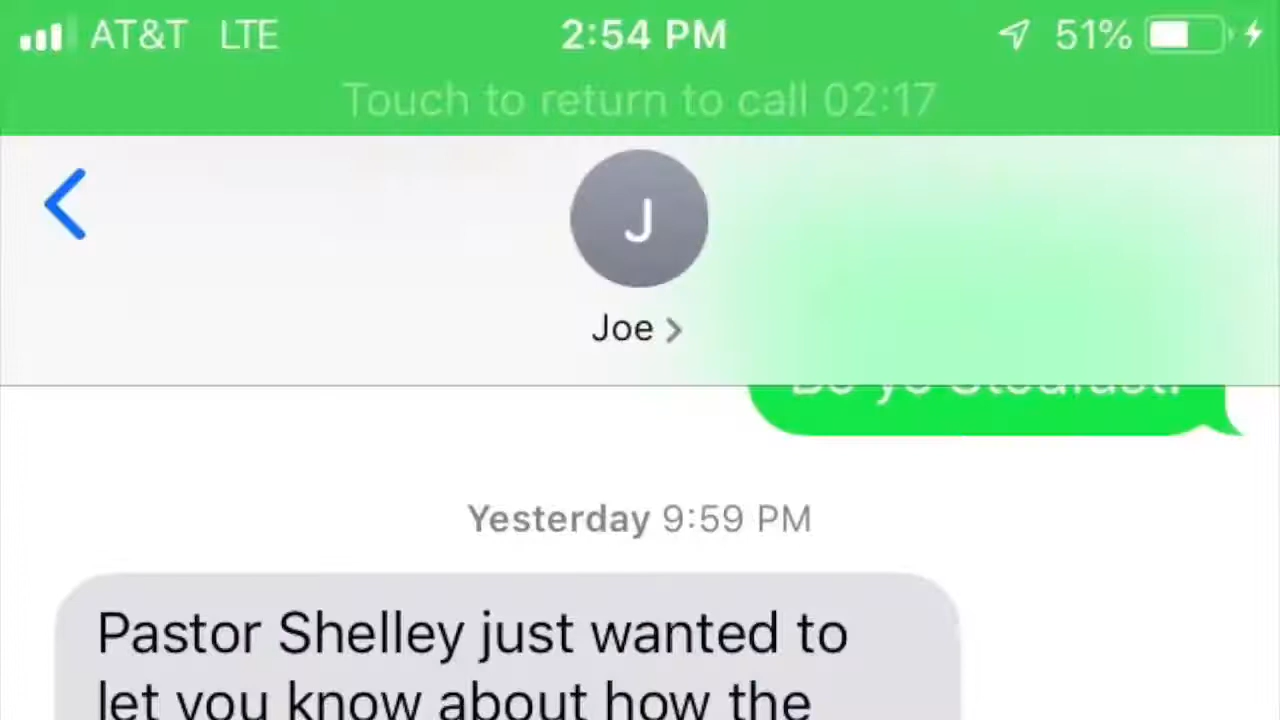 AT&T LTE 2:54 PM 51%
Touch to return to call 02:17
J
Joe
Yesterday 9:59 PM
Pastor Shelley just wanted to
let you know about how the